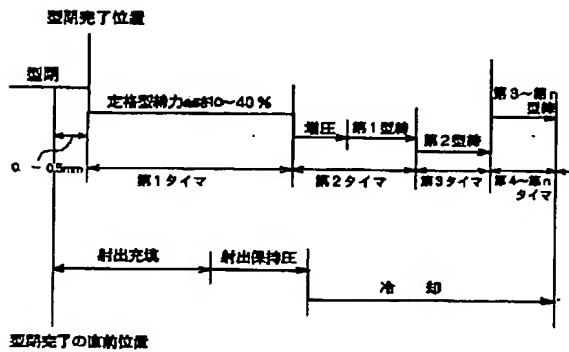 型閉完了位置
型閉
定格型締力の約10~40%
増圧
第1型締
第2型締
第3~第n
型締
0.~0.5mm
第1タイマ
第2タイマ
第3タイマ
第4~第n
タイマ
射出充填
射出保持圧
冷却
型閉完了の直前位置